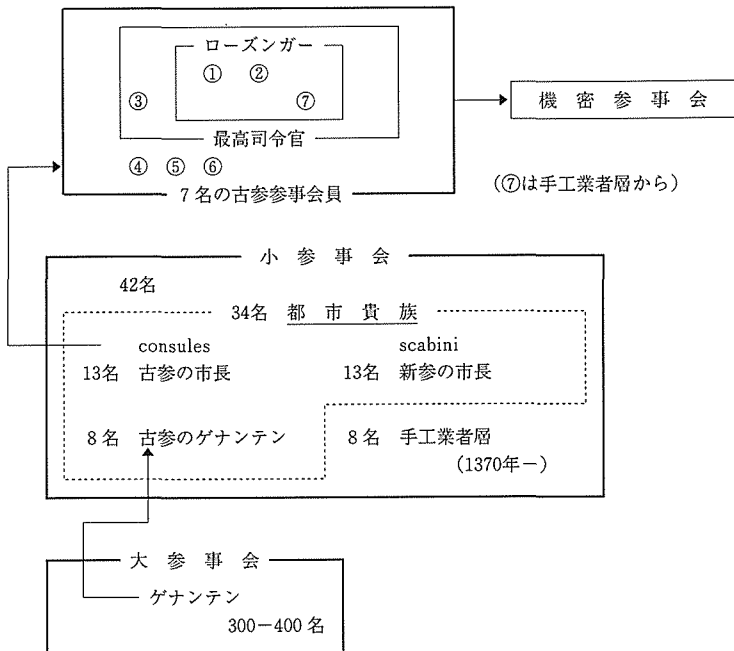 ローズンガー
① ②
③ ⑦
機密参事会
最高司令官
④ ⑤ ⑥
7名の古参参事会員
(⑦は手工業者層から)
小参事会
42名
34名 都市貴族
consules scabini
13名 古参の市長 13名 新参の市長
8名 古参のゲナンテン 8名 手工業者層
(1370年ー)
大参事会
ゲナンテン
300-400名